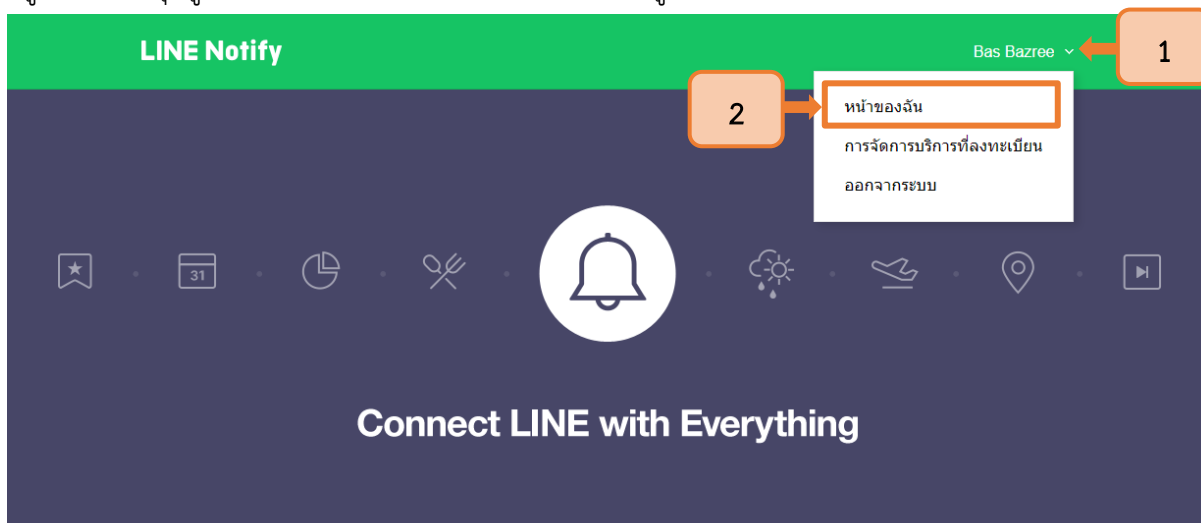 LINE Notify
Bas Bazree
1
2
หน้าของฉัน
การจัดการบริการที่ลงทะเบียน
ออกจากระบบ
31
Connect LINE with Everything